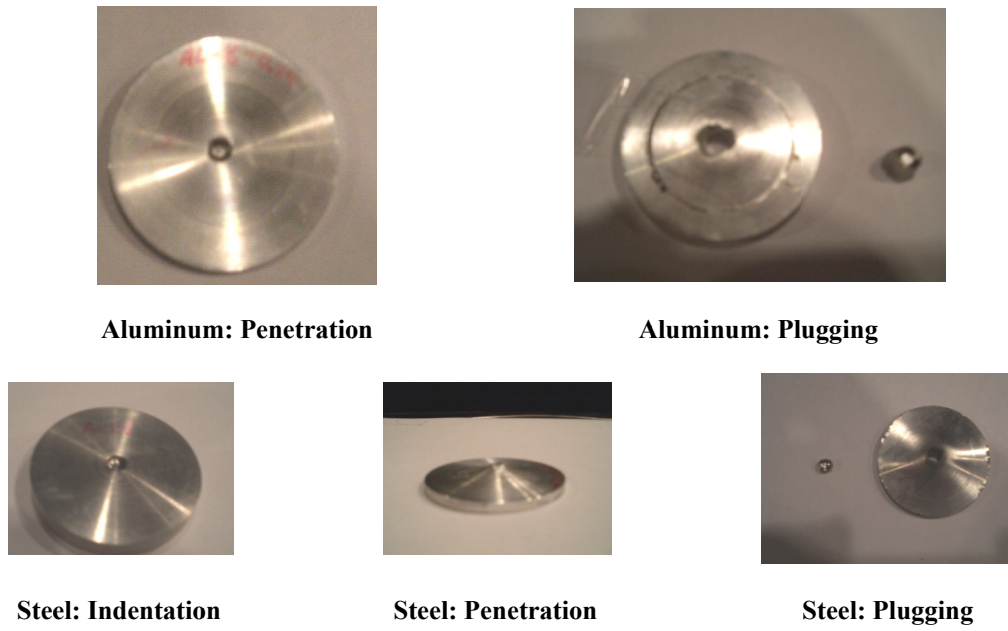 Aluminum: Penetration
Aluminum: Plugging
Steel: Indentation
Steel: Penetration
Steel: Plugging